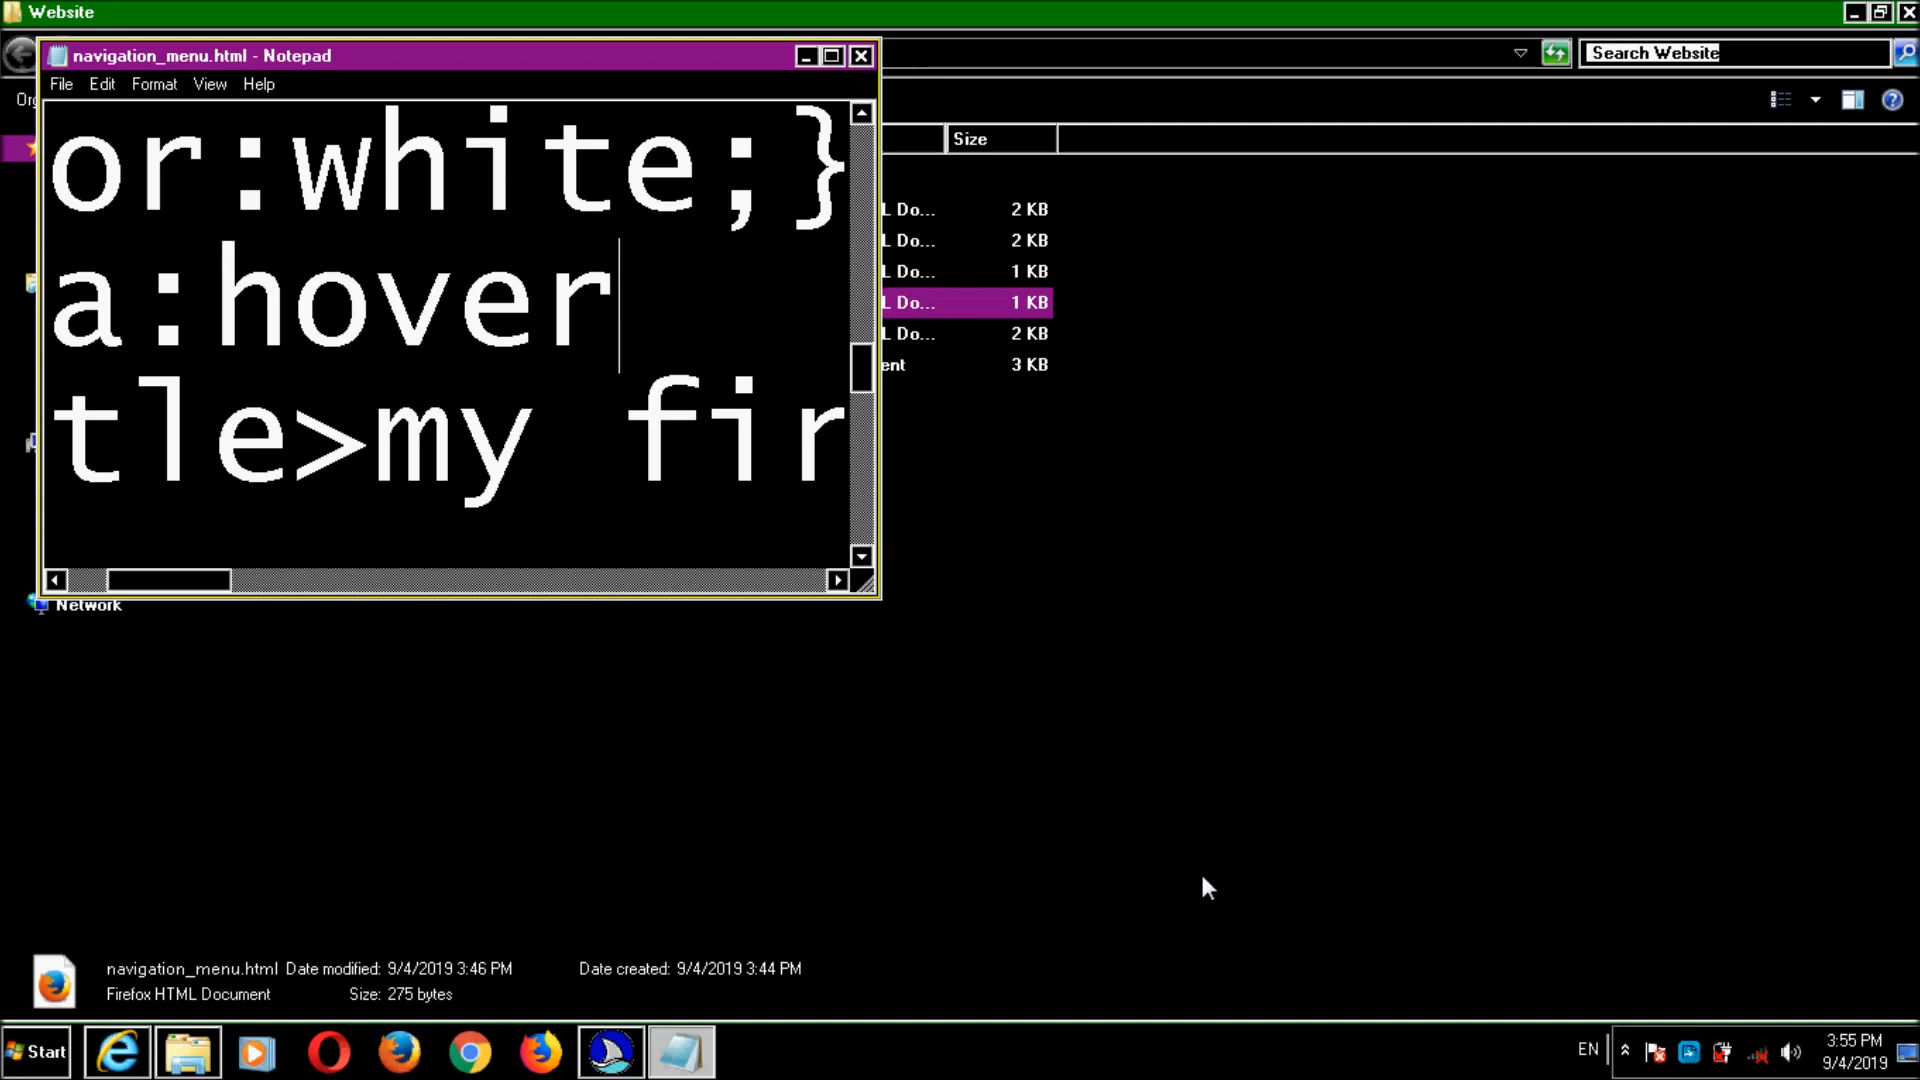 Website
navigation_menu.html - Notepad
Search Website
File Edit Format View Help
Size
or:white;}
a:hover
tle>my fir
L Do... 2 KB
L Do... 2 KB
L Do... 1 KB
L Do... 1 KB
L Do... 2 KB
ent 3 KB
Network
navigation_menu.html Date modified: 9/4/2019 3:46 PM Date created: 9/4/2019 3:44 PM
Firefox HTML Document Size: 275 bytes
Start
EN
3:55 PM
9/4/2019